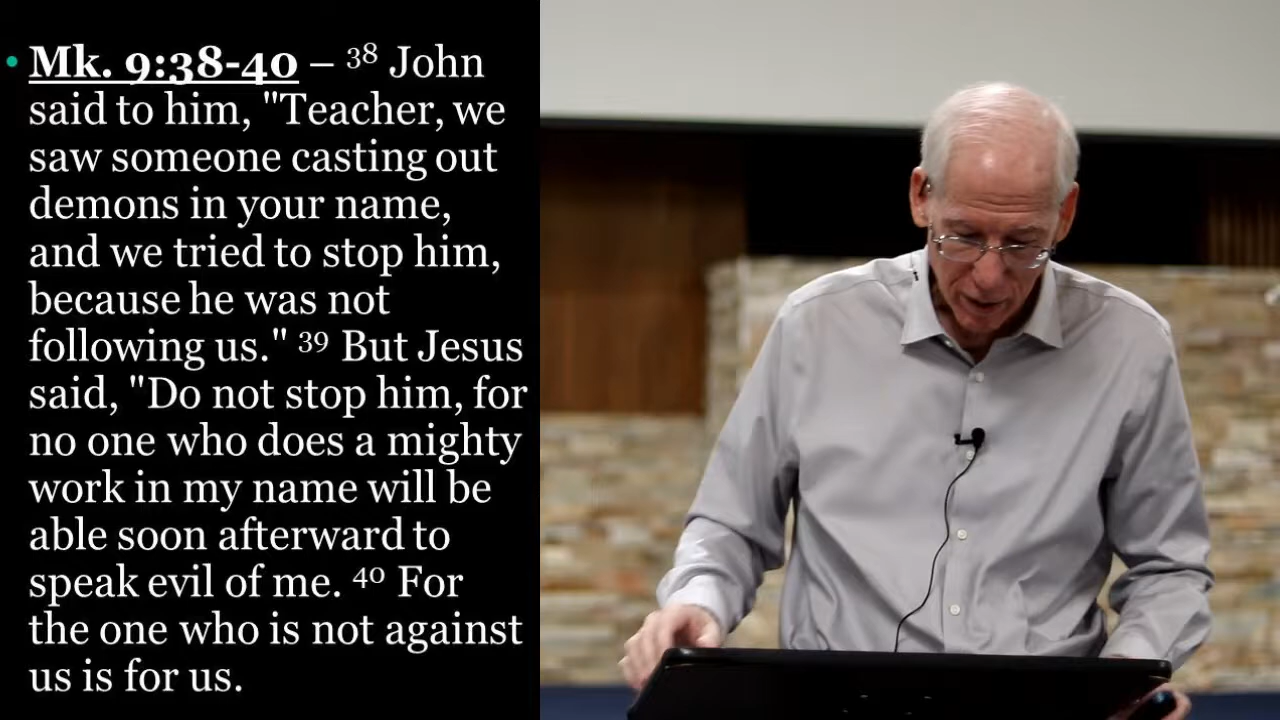 • Mk. 9:38-40 – 38 John
said to him, "Teacher, we
saw someone casting out
demons in your name,
and we tried to stop him,
because he was not
following us." 39 But Jesus
said, "Do not stop him, for
no one who does a mighty
work in my name will be
able soon afterward to
speak evil of me. 40 For
the one who is not against
us is for us.